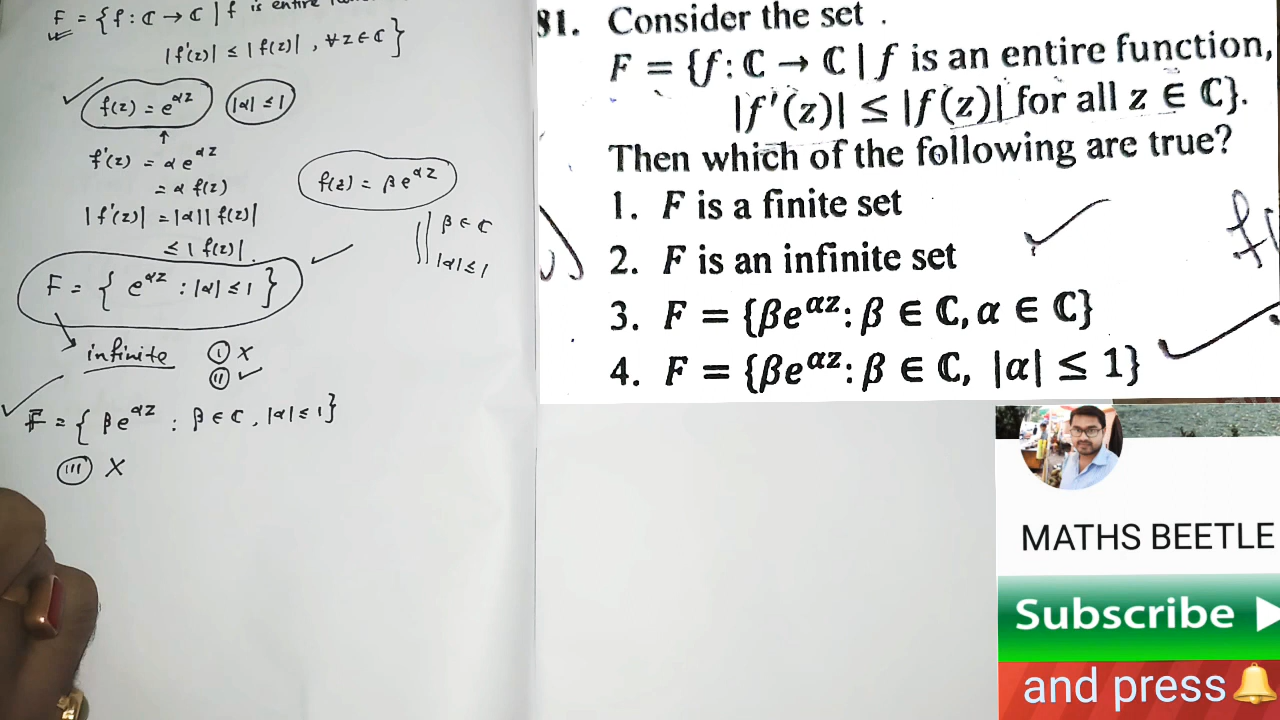 F = {f : ℂ → ℂ | f is entire
|f'(z)| ≤ |f(z)|, ∀ z ∈ ℂ}
f(z) = e^{αz} |α| ≤ 1
↑
f'(z) = α e^{αz}
= α f(z)
|f'(z)| = |α| |f(z)|
≤ |f(z)|.
f(z) = β e^{αz}
β ∈ ℂ
|α| ≤ 1
F = { e^{αz} : |α| ≤ 1 }
infinite (i) ×
(ii) ✓
F = { β e^{αz} : β ∈ ℂ, |α| ≤ 1 }
(iii) ×
81. Consider the set .
F = {f: ℂ → ℂ | f is an entire function,
|f'(z)| ≤ |f(z)| for all z ∈ ℂ}.
Then which of the following are true?
1. F is a finite set
2. F is an infinite set
3. F = {βe^{αz}: β ∈ ℂ, α ∈ ℂ}
4. F = {βe^{αz}: β ∈ ℂ, |α| ≤ 1}
MATHS BEETLE
Subscribe
and press